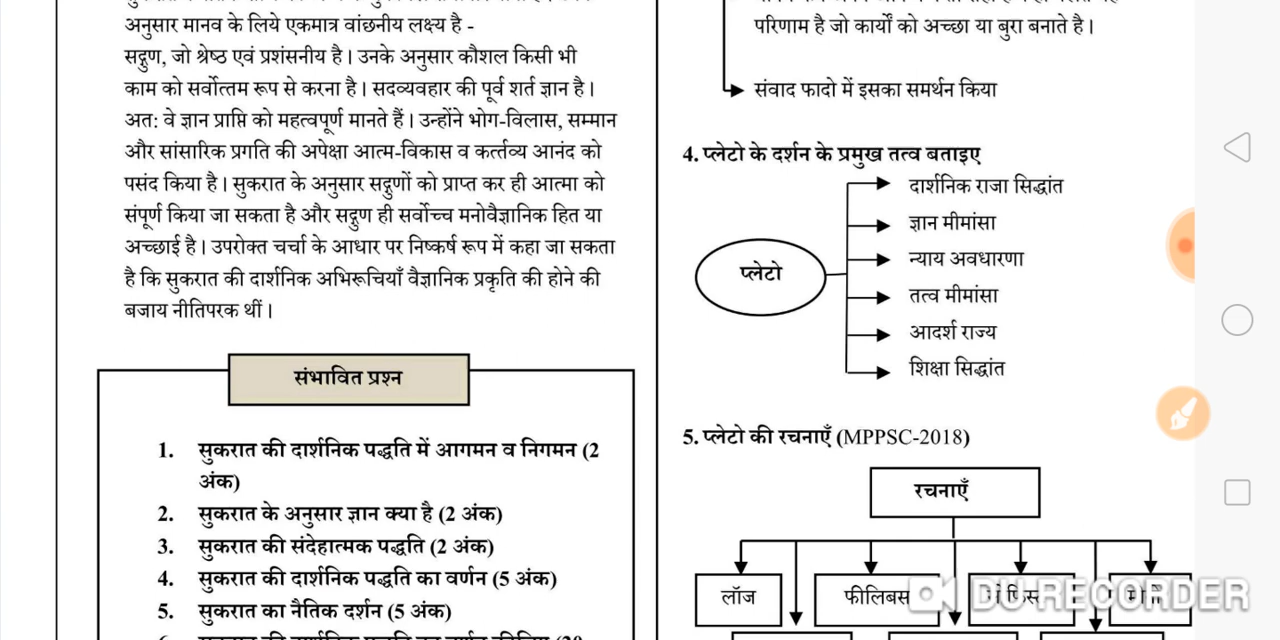 अनुसार मानव के लिये एकमात्र वांछनीय लक्ष्य है -
सद्गुण, जो श्रेष्ठ एवं प्रशंसनीय है। उनके अनुसार कौशल किसी भी
काम को सर्वोत्तम रूप से करना है। सदव्यवहार की पूर्व शर्त ज्ञान है।
अत: वे ज्ञान प्राप्ति को महत्वपूर्ण मानते हैं। उन्होंने भोग-विलास, सम्मान
और सांसारिक प्रगति की अपेक्षा आत्म-विकास व कर्त्तव्य आनंद को
पसंद किया है। सुकरात के अनुसार सद्गुणों को प्राप्त कर ही आत्मा को
संपूर्ण किया जा सकता है और सद्गुण ही सर्वोच्च मनोवैज्ञानिक हित या
अच्छाई है। उपरोक्त चर्चा के आधार पर निष्कर्ष रूप में कहा जा सकता
है कि सुकरात की दार्शनिक अभिरूचियाँ वैज्ञानिक प्रकृति की होने की
बजाय नीतिपरक थीं।
संभावित प्रश्न
1. सुकरात की दार्शनिक पद्धति में आगमन व निगमन (2
अंक)
2. सुकरात के अनुसार ज्ञान क्या है (2 अंक)
3. सुकरात की संदेहात्मक पद्धति (2 अंक)
4. सुकरात की दार्शनिक पद्धति का वर्णन (5 अंक)
5. सुकरात का नैतिक दर्शन (5 अंक)
परिणाम है जो कार्यों को अच्छा या बुरा बनाते है।
संवाद फादो में इसका समर्थन किया
4. प्लेटो के दर्शन के प्रमुख तत्व बताइए
प्लेटो
दार्शनिक राजा सिद्धांत
ज्ञान मीमांसा
न्याय अवधारणा
तत्व मीमांसा
आदर्श राज्य
शिक्षा सिद्धांत
5. प्लेटो की रचनाएँ (MPPSC-2018)
रचनाएँ
लॉज
फीलिबस
DU RECORDER